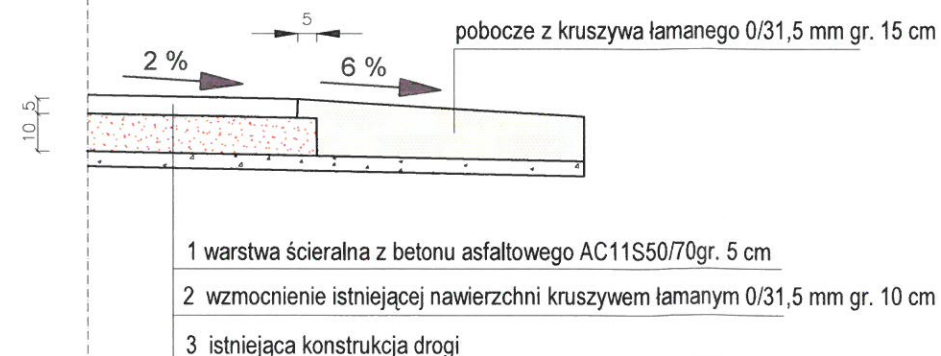 5
pobocze z kruszywa łamanego 0/31,5 mm gr. 15 cm
2 %
6 %
5
10
1 warstwa ścieralna z betonu asfaltowego AC11S50/70gr. 5 cm
2 wzmocnienie istniejącej nawierzchni kruszywem łamanym 0/31,5 mm gr. 10 cm
3 istniejąca konstrukcja drogi